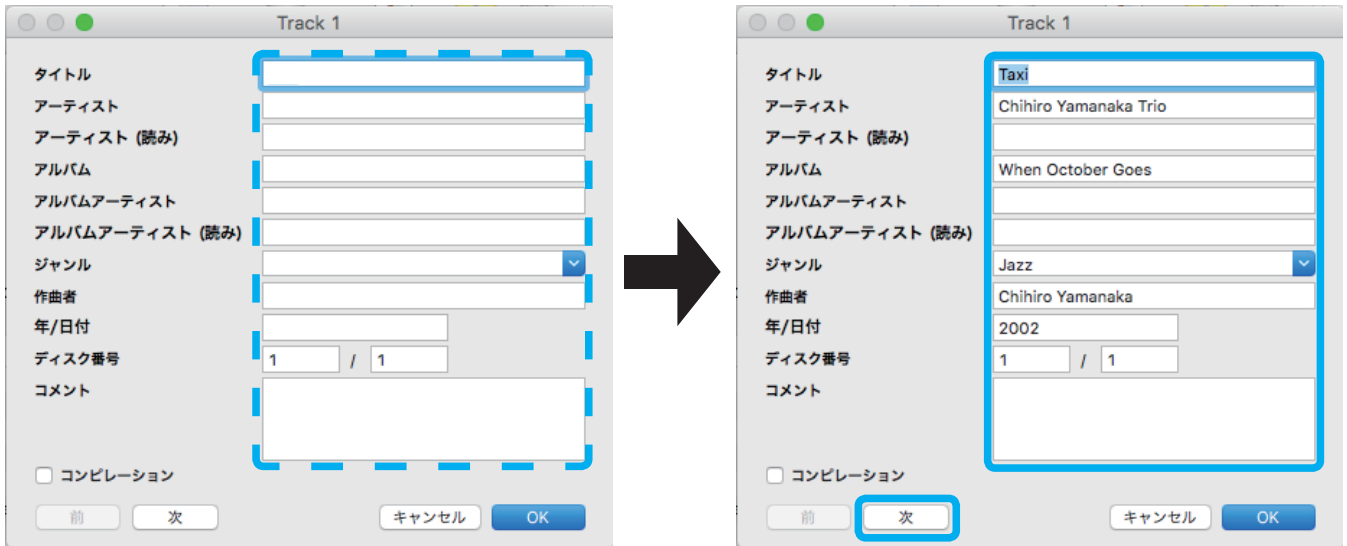 Track 1
タイトル
アーティスト
アーティスト (読み)
アルバム
アルバムアーティスト
アルバムアーティスト (読み)
ジャンル
作曲者
年/日付
ディスク番号 1 / 1
コメント
コンピレーション
前 次 キャンセル OK
Track 1
タイトル Taxi
アーティスト Chihiro Yamanaka Trio
アーティスト (読み)
アルバム When October Goes
アルバムアーティスト
アルバムアーティスト (読み)
ジャンル Jazz
作曲者 Chihiro Yamanaka
年/日付 2002
ディスク番号 1 / 1
コメント
コンピレーション
前 次 キャンセル OK